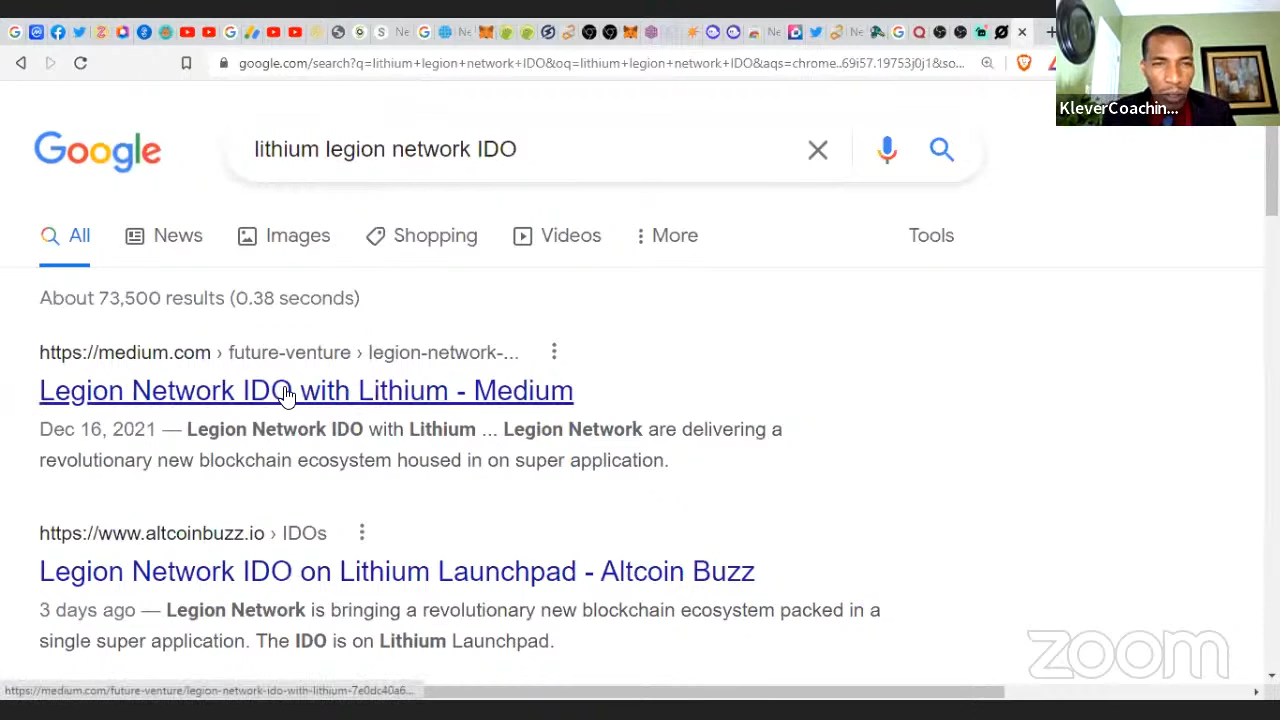 Ne
Ne
Ne
Ne
google.com/search?q=lithium+legion+network+IDO&oq=lithium+legion+network+IDO&aqs=chrome..69i57.19753j0j1&so...
KleverCoachin...
Google
lithium legion network IDO
All
News
Images
Shopping
Videos
More
Tools
About 73,500 results (0.38 seconds)
https://medium.com › future-venture › legion-network-...
Legion Network IDO with Lithium - Medium
Dec 16, 2021 — Legion Network IDO with Lithium ... Legion Network are delivering a
revolutionary new blockchain ecosystem housed in on super application.
https://www.altcoinbuzz.io › IDOs
Legion Network IDO on Lithium Launchpad - Altcoin Buzz
3 days ago — Legion Network is bringing a revolutionary new blockchain ecosystem packed in a
single super application. The IDO is on Lithium Launchpad.
zoom
https://medium.com/future-venture/legion-network-ido-with-lithium-7e0dc40a6...